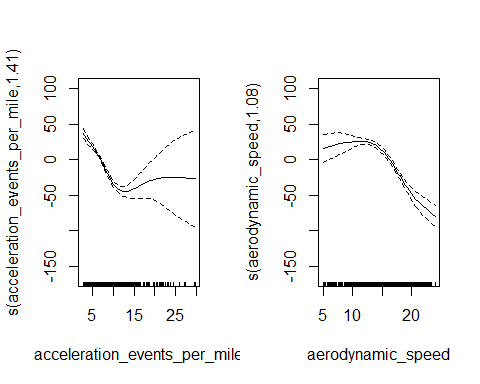 s(acceleration_events_per_mile,1.41)
100
50
0
-50
-150
5 15 25
acceleration_events_per_mile
s(aerodynamic_speed,1.08)
100
50
0
-50
-150
5 10 20
aerodynamic_speed